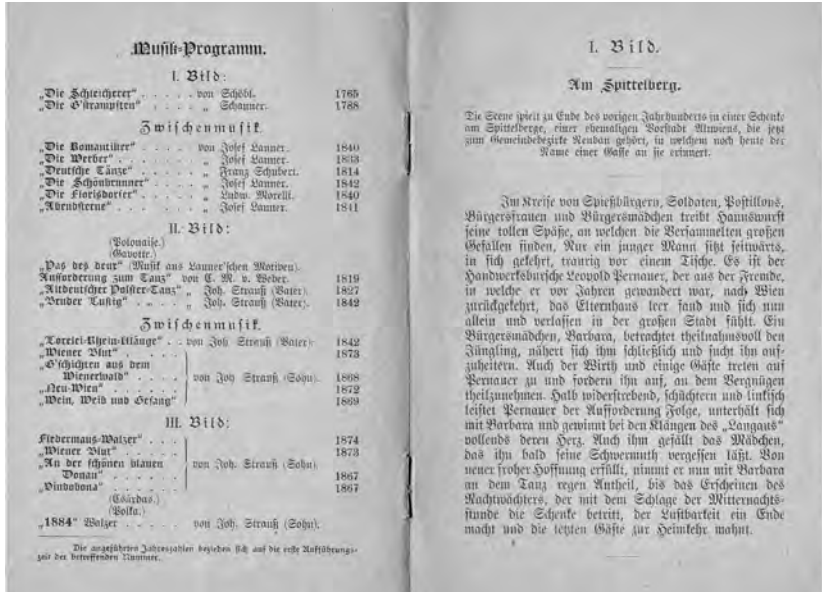 Musik-Programm.
I. Bild:
„Die Schleicherer“ . . . . . von Schödl. 1765
„Die G'strampften“ . . . . „ Schanner. 1788
Zwischenmusik.
„Die Romantiker“ . . . . von Josef Lanner. 1840
„Die Werber“ . . . . . „ Josef Lanner. 1833
„Deutsche Tänze“ . . . . „ Franz Schubert. 1814
„Die Schönbrunner“ . . . . „ Josef Lanner. 1842
„Die Floridsdorfer“ . . . . „ Ludw. Morelli. 1840
„Abendsterne“ . . . . . „ Josef Lanner. 1841
II. Bild:
(Polonaise.)
(Gavotte.)
„Pas des deux“ (Musik aus Lanner'schen Motiven).
Aufforderung zum Tanz“ von C. M. v. Weber. 1819
„Altdeutscher Polster-Tanz“ „ Joh. Strauß (Vater). 1827
„Bruder Lustig“ . . . . „ Joh. Strauß (Vater). 1842
Zwischenmusik.
„Lorelei-Rhein-Klänge“ . . von Joh. Strauß (Vater). 1842
„Wiener Blut“ . . . . 1873
„G'schichten aus dem
Wienerwald“ . . . . von Joh. Strauß (Sohn). 1868
„Neu-Wien“ . . . . . 1872
„Wein, Weib und Gesang“ 1869
III. Bild:
Fledermaus-Walzer“ . . . 1874
„Wiener Blut“ . . . . 1873
„An der schönen blauen von Joh. Strauß (Sohn)
Donau“ . . . . . 1867
„Vindobona“ . . . . 1867
(Csárdas.)
(Polka.)
„1884“ Walzer . . . . . von Joh. Strauß (Sohn).
Die angeführten Jahreszahlen beziehen sich auf die erste Aufführungs-
zeit der betreffenden Nummer.
I. Bild.
Am Spittelberg.
Die Scene spielt zu Ende des vorigen Jahrhunderts in einer Schenke
am Spittelberge, einer ehemaligen Vorstadt Altwiens, die jetzt
zum Gemeindebezirke Neubau gehört, in welchem noch heute der
Name einer Gasse an sie erinnert.
Im Kreise von Spießbürgern, Soldaten, Postillons,
Bürgersfrauen und Bürgersmädchen treibt Hannswurst
seine tollen Späße, an welchen die Versammelten großen
Gefallen finden. Nur ein junger Mann sitzt seitwärts,
in sich gekehrt, traurig vor einem Tische. Es ist der
Handwerksbursche Leopold Pernauer, der aus der Fremde,
in welche er vor Jahren gewandert war, nach Wien
zurückgekehrt, das Elternhaus leer fand und sich nun
allein und verlassen in der großen Stadt fühlt. Ein
Bürgersmädchen, Barbara, betrachtet theilnahmsvoll den
Jüngling, nähert sich ihm schließlich und sucht ihn auf-
zuheitern. Auch der Wirth und einige Gäste treten auf
Pernauer zu und fordern ihn auf, an dem Vergnügen
theilzunehmen. Halb widerstrebend, schüchtern und linkisch
leistet Pernauer der Aufforderung Folge, unterhält sich
mit Barbara und gewinnt bei den Klängen des „Langaus“
vollends deren Herz. Auch ihm gefällt das Mädchen,
das ihn bald seine Schwermuth vergessen läßt. Von
neuer froher Hoffnung erfüllt, nimmt er nun mit Barbara
an dem Tanz regen Antheil, bis das Erscheinen des
Nachtwächters, der mit dem Schlage der Mitternachts-
stunde die Schenke betritt, der Lustbarkeit ein Ende
macht und die letzten Gäste zur Heimkehr mahnt.